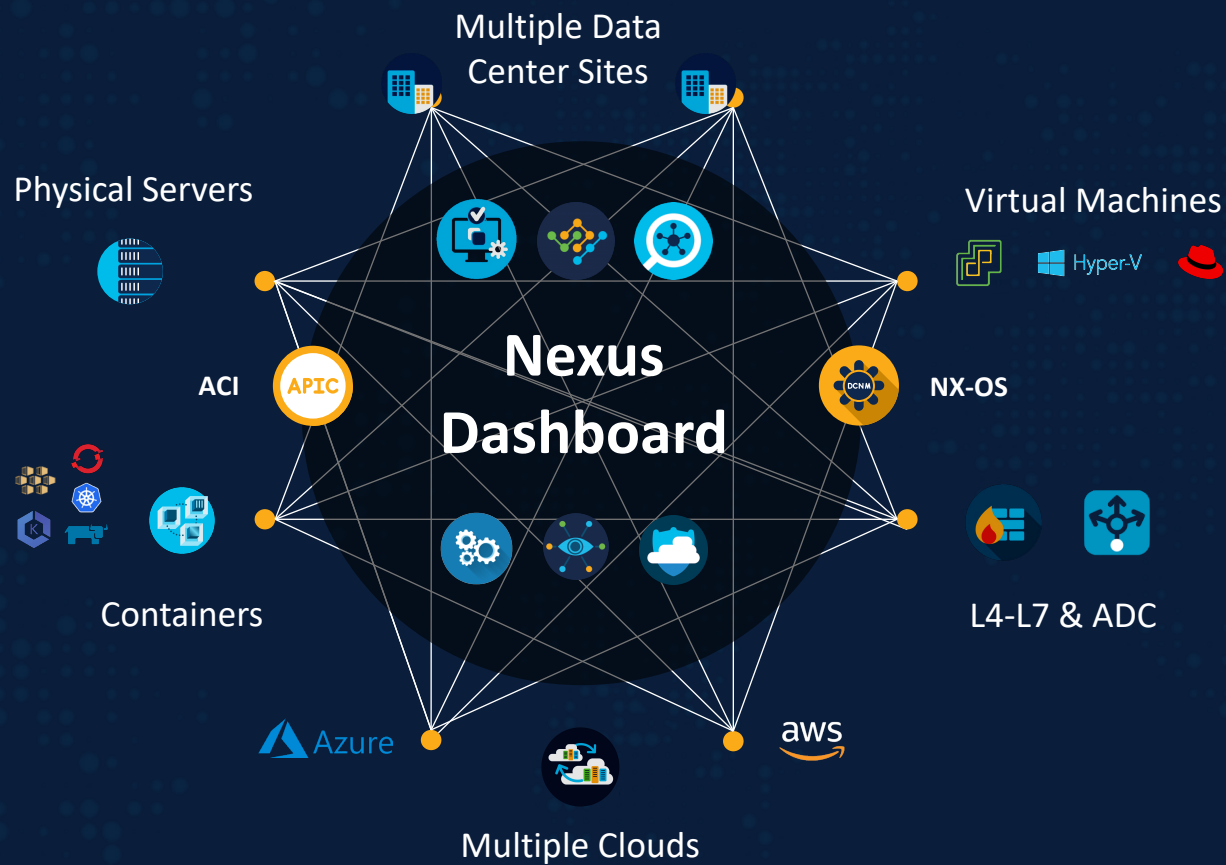 Multiple Data
Center Sites
Physical Servers
Virtual Machines
Hyper-V
Nexus
Dashboard
ACI
APIC
DCNM
NX-OS
K
Containers
L4-L7 & ADC
Azure
aws
Multiple Clouds